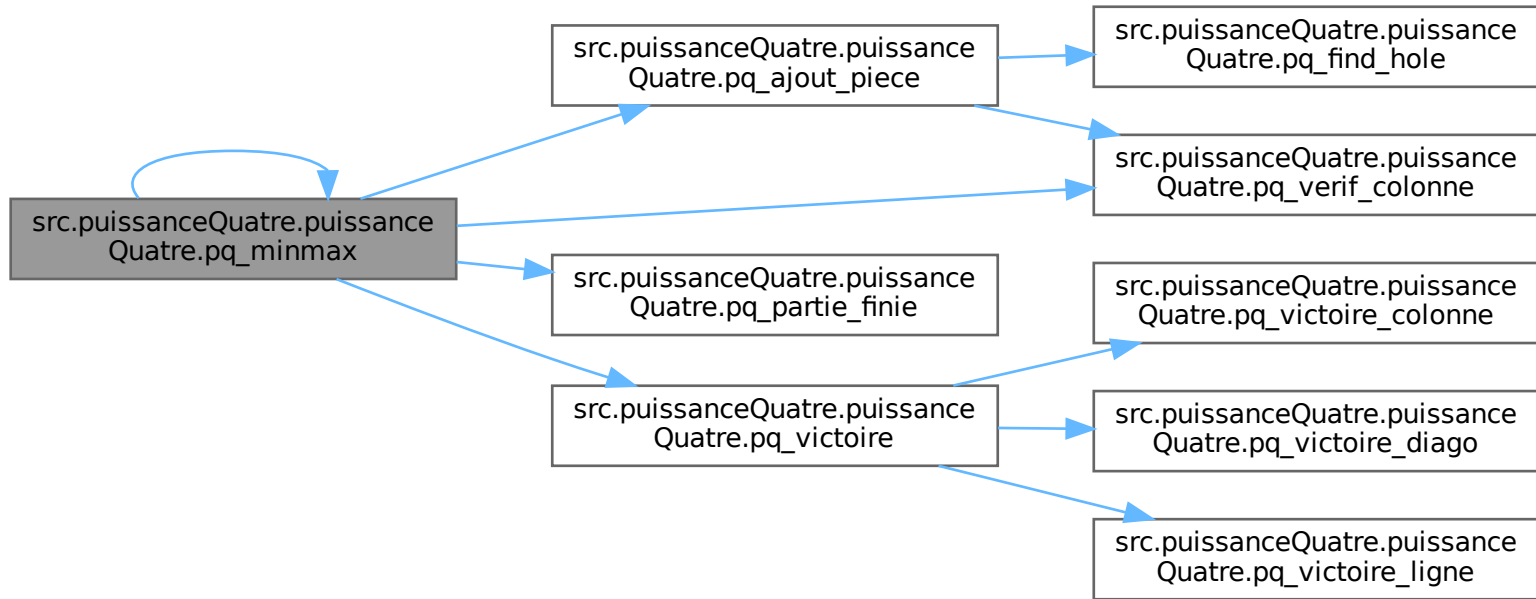 src.puissanceQuatre.puissance
Quatre.pq_minmax
src.puissanceQuatre.puissance
Quatre.pq_ajout_piece
src.puissanceQuatre.puissance
Quatre.pq_partie_finie
src.puissanceQuatre.puissance
Quatre.pq_victoire
src.puissanceQuatre.puissance
Quatre.pq_find_hole
src.puissanceQuatre.puissance
Quatre.pq_verif_colonne
src.puissanceQuatre.puissance
Quatre.pq_victoire_colonne
src.puissanceQuatre.puissance
Quatre.pq_victoire_diago
src.puissanceQuatre.puissance
Quatre.pq_victoire_ligne